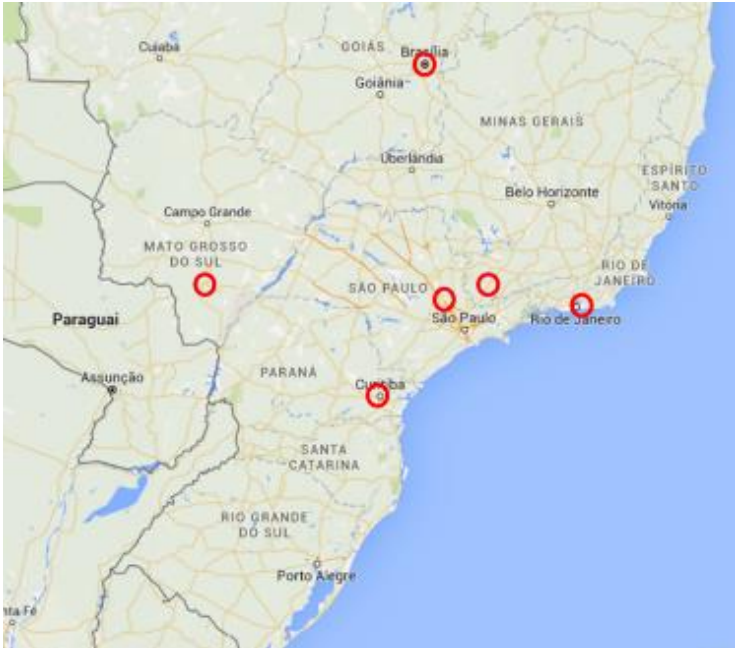 Cuiabá
GOIÁS
Brasília
Goiânia
MINAS GERAIS
Uberlândia
ESPÍRITO
SANTO
Belo Horizonte
Vitória
Campo Grande
MATO GROSSO
DO SUL
RIO DE
JANEIRO
SÃO PAULO
Paraguai
São Paulo
Rio de Janeiro
Assunção
PARANÁ
Curitiba
SANTA
CATARINA
RIO GRANDE
DO SUL
Porto Alegre
nta Fé